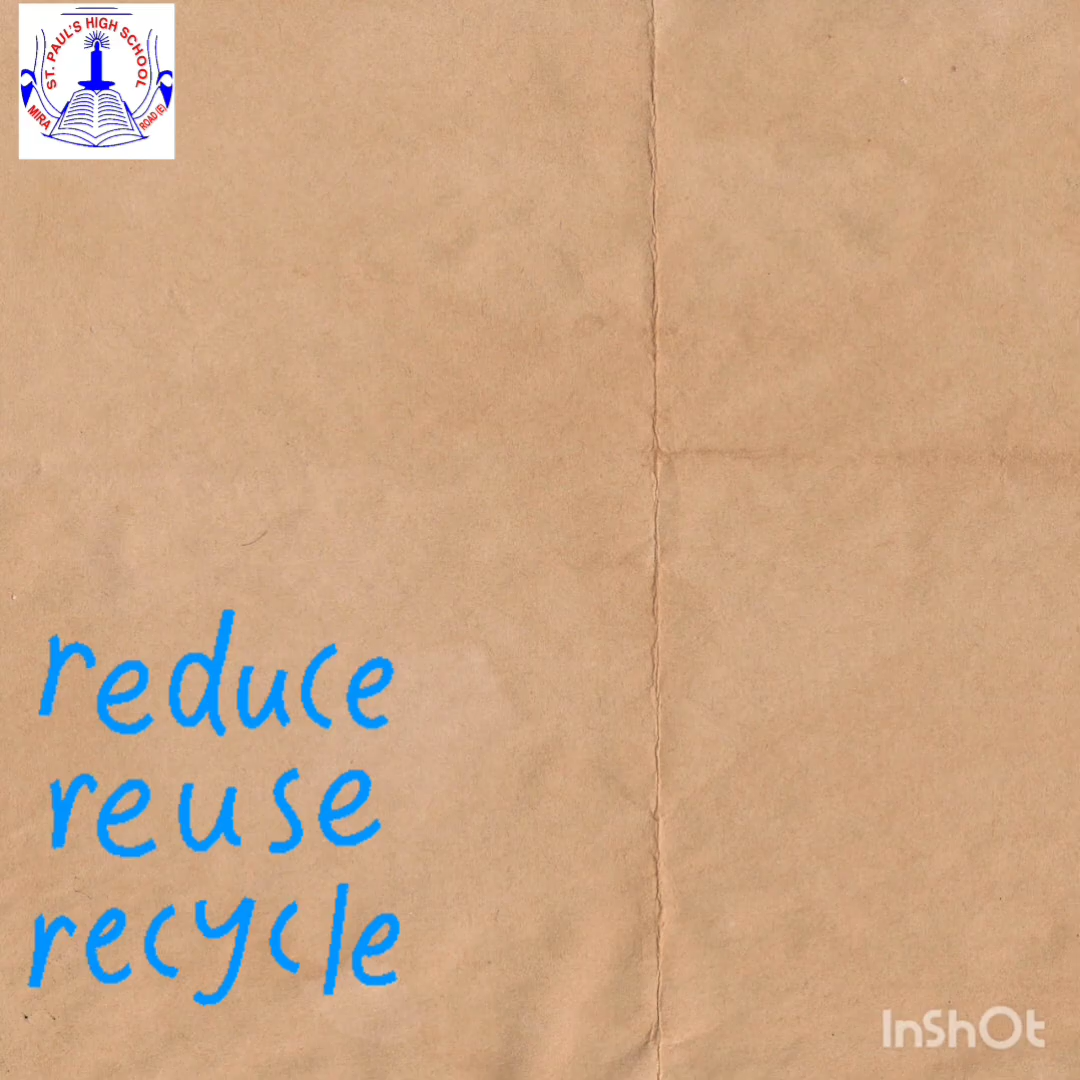 ST. PAUL'S HIGH SCHOOL
MIRA ROAD (E)
reduce
reuse
recycle
InShOt